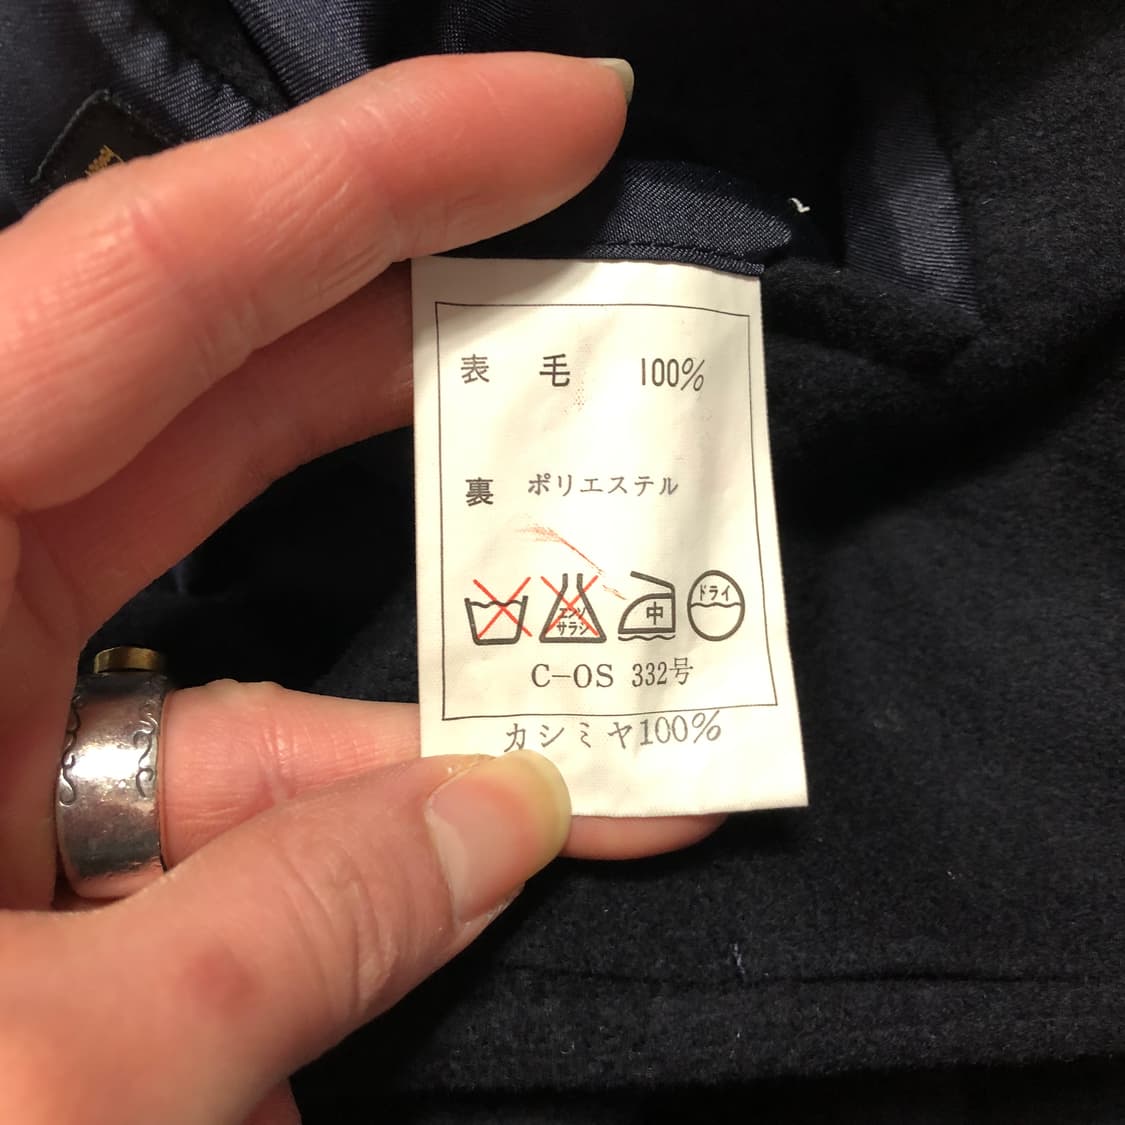 表 毛 100%
裏 ポリエステル
エンソ
サラシ
中
ドライ
C-OS 332号
カシミヤ100%